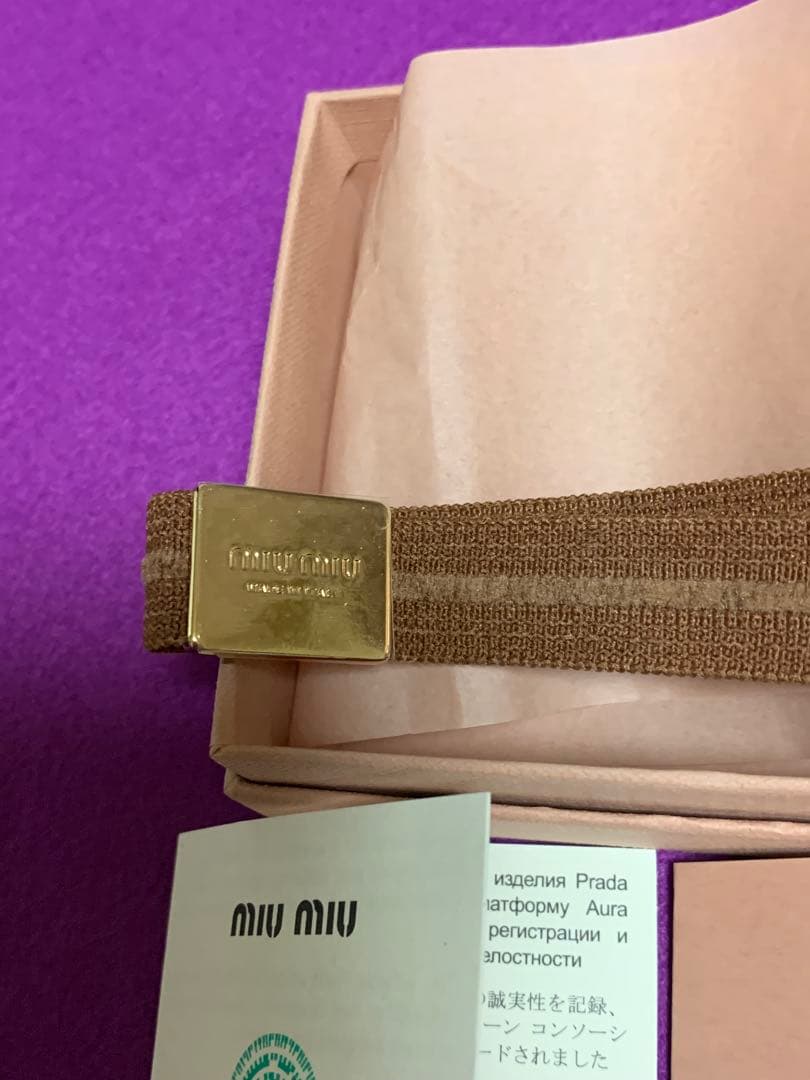 miu miu
miu miu
изделия Prada
латформу Aura
регистрации и
елостности
の誠実性を記録、
ーン コンソーシ
ードされました